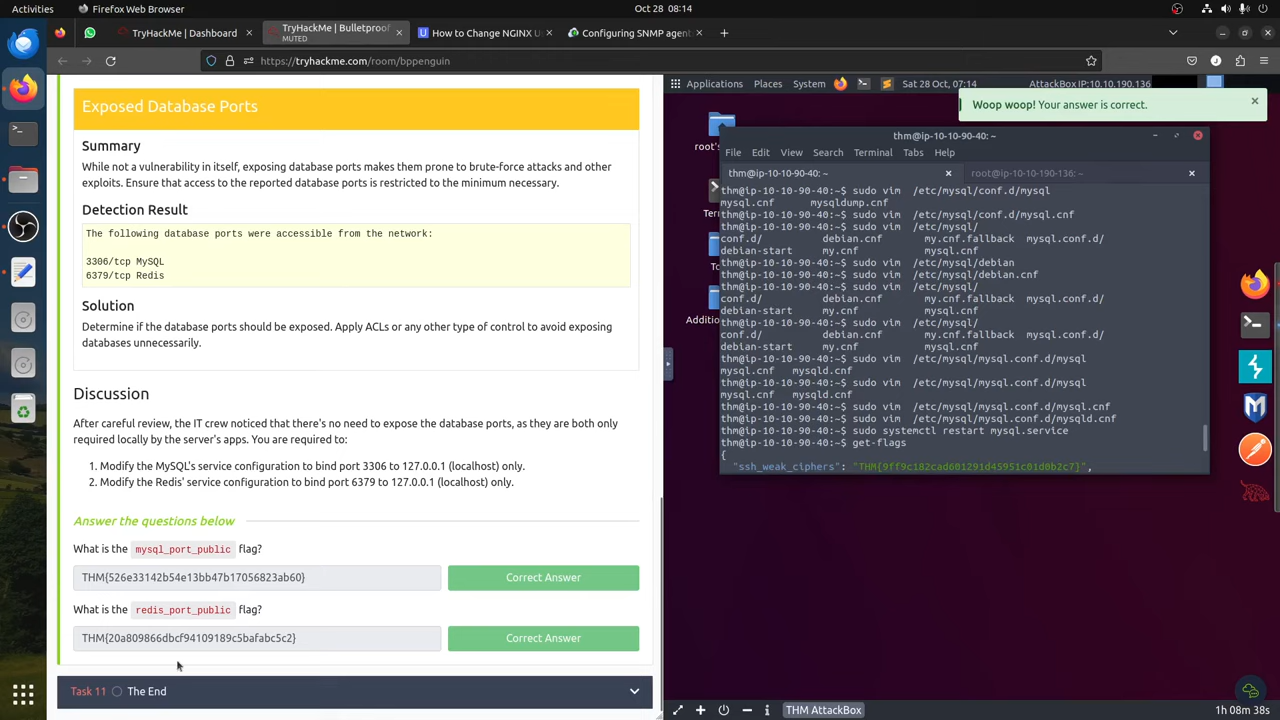 Activities
Firefox Web Browser
Oct 28 08:14
TryHackMe | Dashboard
TryHackMe | Bulletproof
MUTED
How to Change NGINX U
Configuring SNMP agent
https://tryhackme.com/room/bppenguin
Exposed Database Ports
Summary
While not a vulnerability in itself, exposing database ports makes them prone to brute-force attacks and other
exploits. Ensure that access to the reported database ports is restricted to the minimum necessary.
Detection Result
The following database ports were accessible from the network:
3306/tcp MySQL
6379/tcp Redis
Solution
Determine if the database ports should be exposed. Apply ACLs or any other type of control to avoid exposing
databases unnecessarily.
Discussion
After careful review, the IT crew noticed that there's no need to expose the database ports, as they are both only
required locally by the server's apps. You are required to:
1. Modify the MySQL's service configuration to bind port 3306 to 127.0.0.1 (localhost) only.
2. Modify the Redis' service configuration to bind port 6379 to 127.0.0.1 (localhost) only.
Answer the questions below
What is the mysql_port_public flag?
THM{526e33142b54e13bb47b17056823ab60}
Correct Answer
What is the redis_port_public flag?
THM{20a809866dbcf94109189c5bafabc5c2}
Correct Answer
Task 11 The End
Applications Places System
Sat 28 Oct, 07:14 AttackBox IP:10.10.190.136
Woop woop! Your answer is correct.
root's
Ter
To
Addition
thm@ip-10-10-90-40: ~
File Edit View Search Terminal Tabs Help
thm@ip-10-10-90-40: ~
root@ip-10-10-190-136: ~
thm@ip-10-10-90-40:~$ sudo vim /etc/mysql/conf.d/mysql
mysql.cnf mysqldump.cnf
thm@ip-10-10-90-40:~$ sudo vim /etc/mysql/conf.d/mysql.cnf
thm@ip-10-10-90-40:~$ sudo vim /etc/mysql/
conf.d/ debian.cnf my.cnf.fallback mysql.conf.d/
debian-start my.cnf mysql.cnf
thm@ip-10-10-90-40:~$ sudo vim /etc/mysql/debian
thm@ip-10-10-90-40:~$ sudo vim /etc/mysql/debian.cnf
thm@ip-10-10-90-40:~$ sudo vim /etc/mysql/
conf.d/ debian.cnf my.cnf.fallback mysql.conf.d/
debian-start my.cnf mysql.cnf
thm@ip-10-10-90-40:~$ sudo vim /etc/mysql/
conf.d/ debian.cnf my.cnf.fallback mysql.conf.d/
debian-start my.cnf mysql.cnf
thm@ip-10-10-90-40:~$ sudo vim /etc/mysql/mysql.conf.d/mysql
mysql.cnf mysqld.cnf
thm@ip-10-10-90-40:~$ sudo vim /etc/mysql/mysql.conf.d/mysql
mysql.cnf mysqld.cnf
thm@ip-10-10-90-40:~$ sudo vim /etc/mysql/mysql.conf.d/mysql.cnf
thm@ip-10-10-90-40:~$ sudo vim /etc/mysql/mysql.conf.d/mysqld.cnf
thm@ip-10-10-90-40:~$ sudo systemctl restart mysql.service
thm@ip-10-10-90-40:~$ get-flags
{
"ssh_weak_ciphers": "THM{9ff9c182cad601291d45951c01d0b2c7}",
THM AttackBox
1h 08m 38s